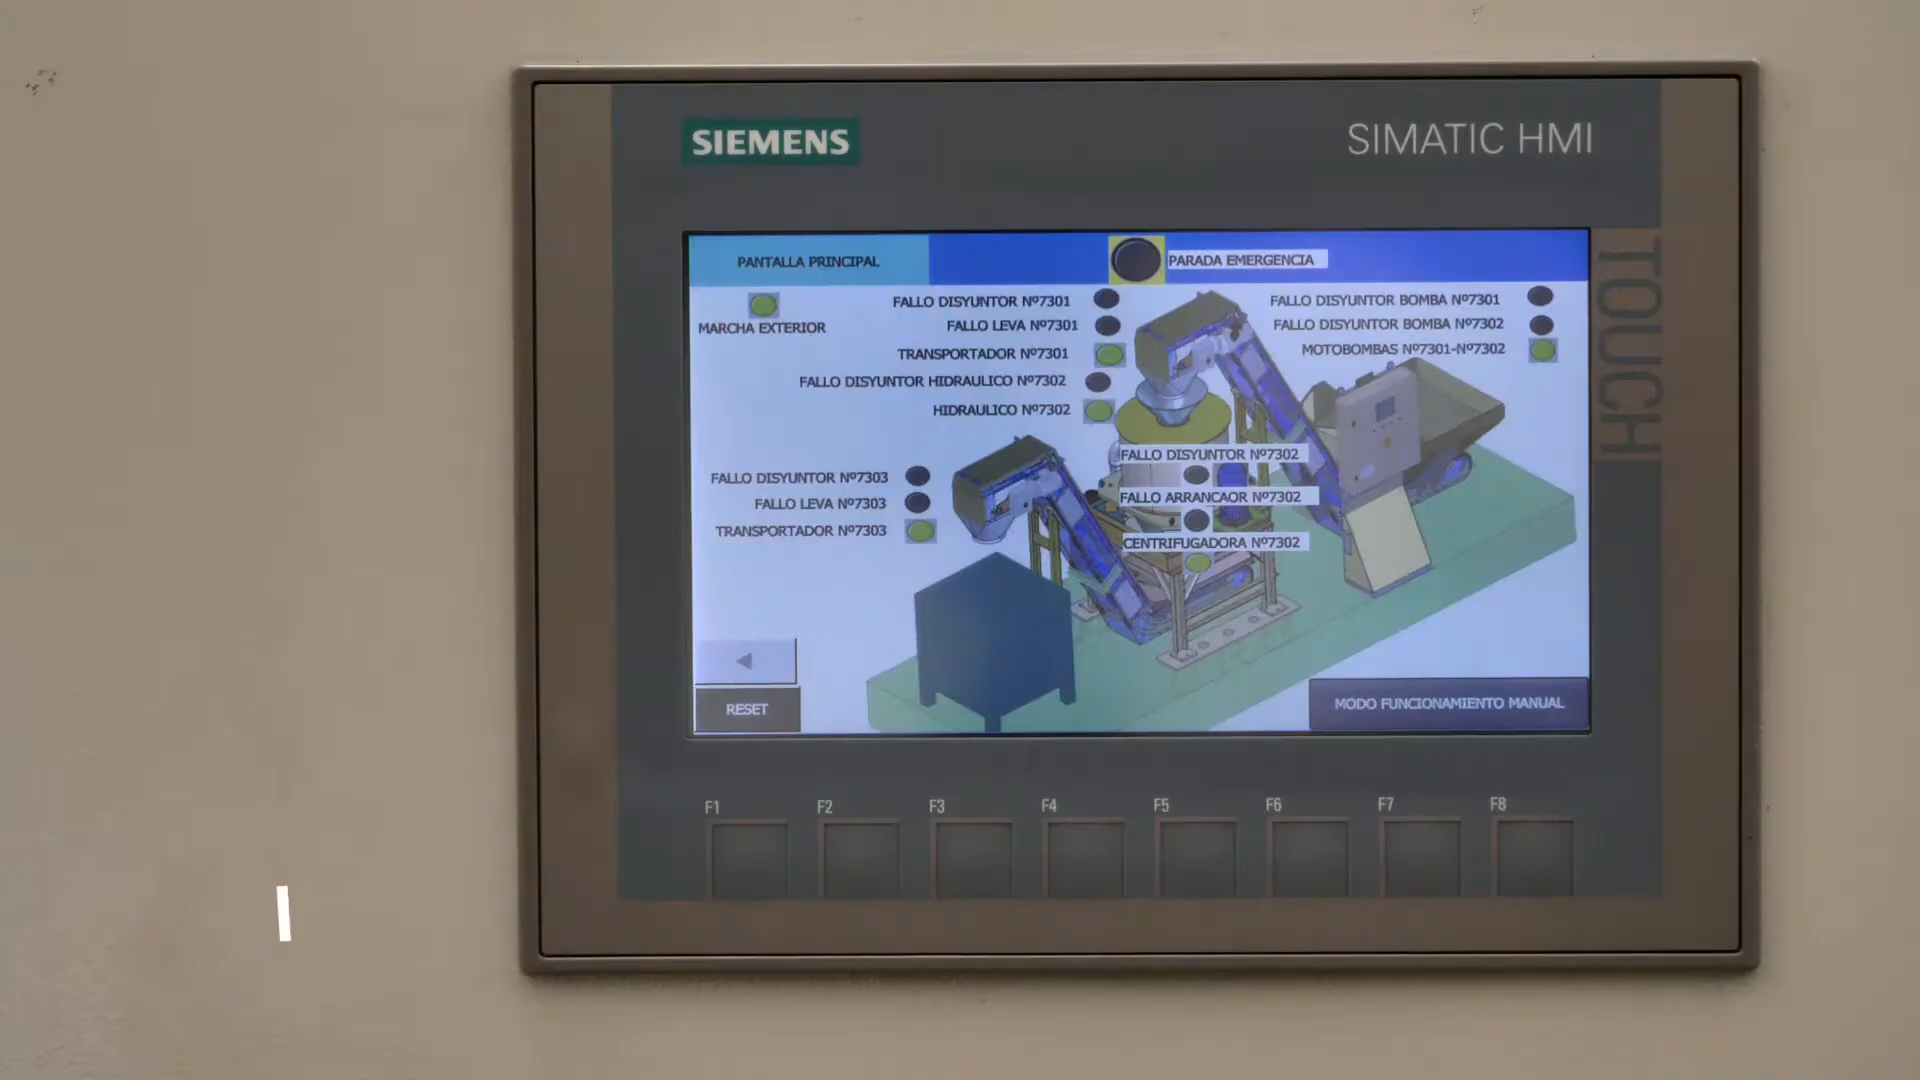 SIEMENS
SIMATIC HMI
TOUCH
PANTALLA PRINCIPAL
PARADA EMERGENCIA
MARCHA EXTERIOR
FALLO DISYUNTOR Nº7301
FALLO LEVA Nº7301
TRANSPORTADOR Nº7301
FALLO DISYUNTOR HIDRAULICO Nº7302
HIDRAULICO Nº7302
FALLO DISYUNTOR BOMBA Nº7301
FALLO DISYUNTOR BOMBA Nº7302
MOTOBOMBAS Nº7301-Nº7302
FALLO DISYUNTOR Nº7302
FALLO ARRANCAOR Nº7302
CENTRIFUGADORA Nº7302
FALLO DISYUNTOR Nº7303
FALLO LEVA Nº7303
TRANSPORTADOR Nº7303
RESET
MODO FUNCIONAMIENTO MANUAL
F1 F2 F3 F4 F5 F6 F7 F8